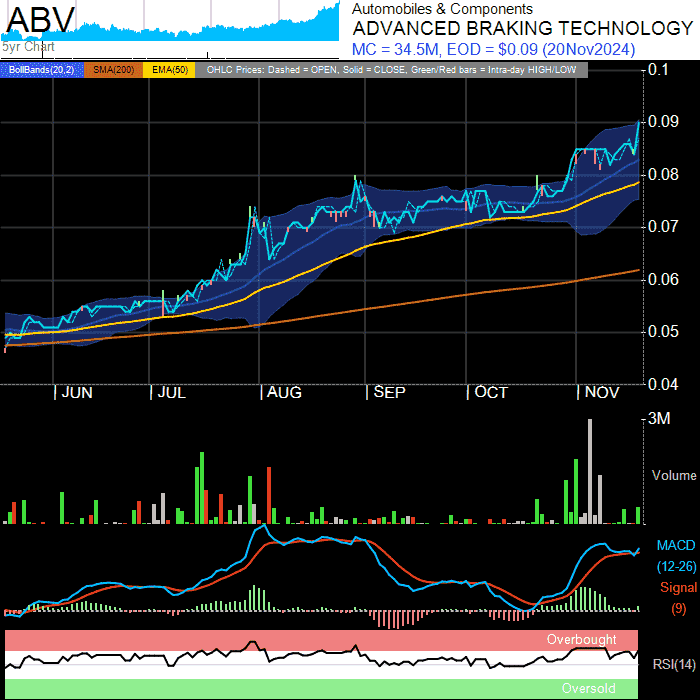 ABV
5yr Chart
Automobiles & Components
ADVANCED BRAKING TECHNOLOGY
MC = 34.5M, EOD = $0.09 (20Nov2024)
BollBands(20,2) SMA(200) EMA(50) OHLC Prices: Dashed = OPEN, Solid = CLOSE, Green/Red bars = Intra-day HIGH/LOW
0.1
0.09
0.08
0.07
0.06
0.05
0.04
JUN JUL AUG SEP OCT NOV
3M
Volume
MACD
(12-26)
Signal
(9)
Overbought
RSI(14)
Oversold